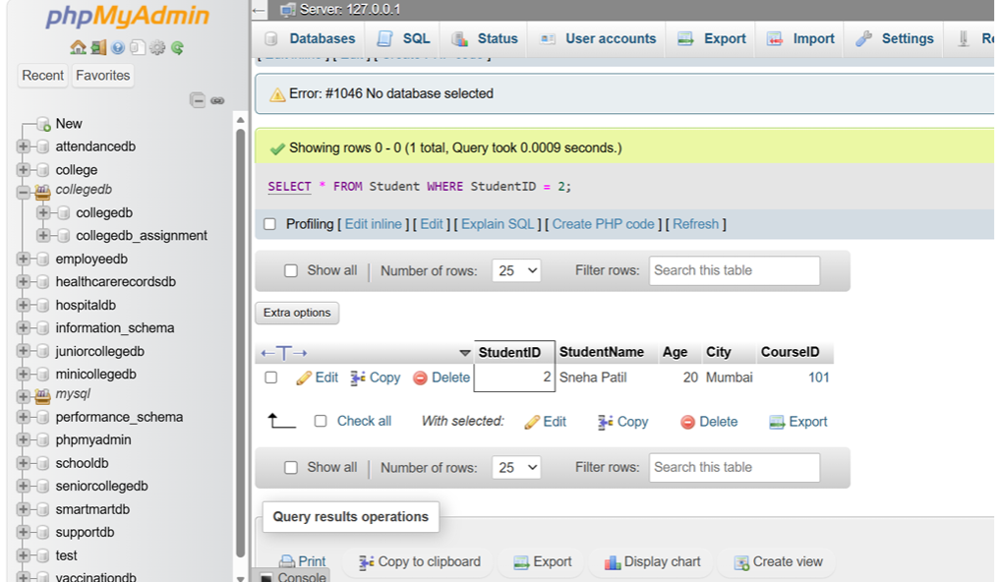 phpMyAdmin
Recent
Favorites
New
attendancedb
college
collegedb
collegedb
collegedb_assignment
employeedb
healthcarerecordsdb
hospitaldb
information_schema
juniorcollegedb
minicollegedb
mysql
performance_schema
phpmyadmin
schooldb
seniorcollegedb
smartmartdb
supportdb
test
vaccinationdb
Server: 127.0.0.1
Databases SQL Status User accounts Export Import Settings
Error: #1046 No database selected
Showing rows 0 - 0 (1 total, Query took 0.0009 seconds.)
SELECT * FROM Student WHERE StudentID = 2;
Profiling [ Edit inline ] [ Edit ] [ Explain SQL ] [ Create PHP code ] [ Refresh ]
Show all | Number of rows: 25 Filter rows: Search this table
Extra options
←T→ StudentID StudentName Age City CourseID
Edit Copy Delete 2 Sneha Patil 20 Mumbai 101
Check all With selected: Edit Copy Delete Export
Show all | Number of rows: 25 Filter rows: Search this table
Query results operations
Print Copy to clipboard Export Display chart Create view
Console